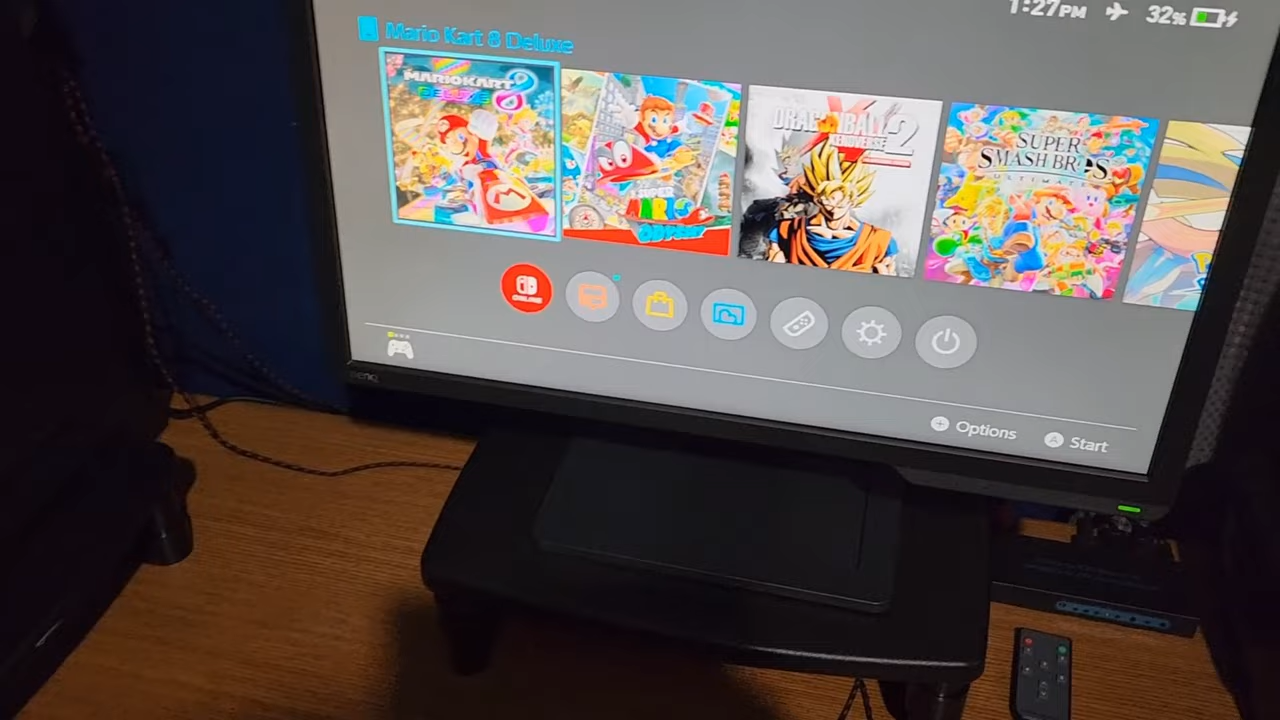 1:27PM 32%
Mario Kart 8 Deluxe
MARIOKART 8
DELUXE
SUPER
MARIO
ODYSSEY
DRAGONBALL
XENOVERSE 2
SUPER
SMASH BROS.
ULTIMATE
ONLINE
BenQ
Options
Start